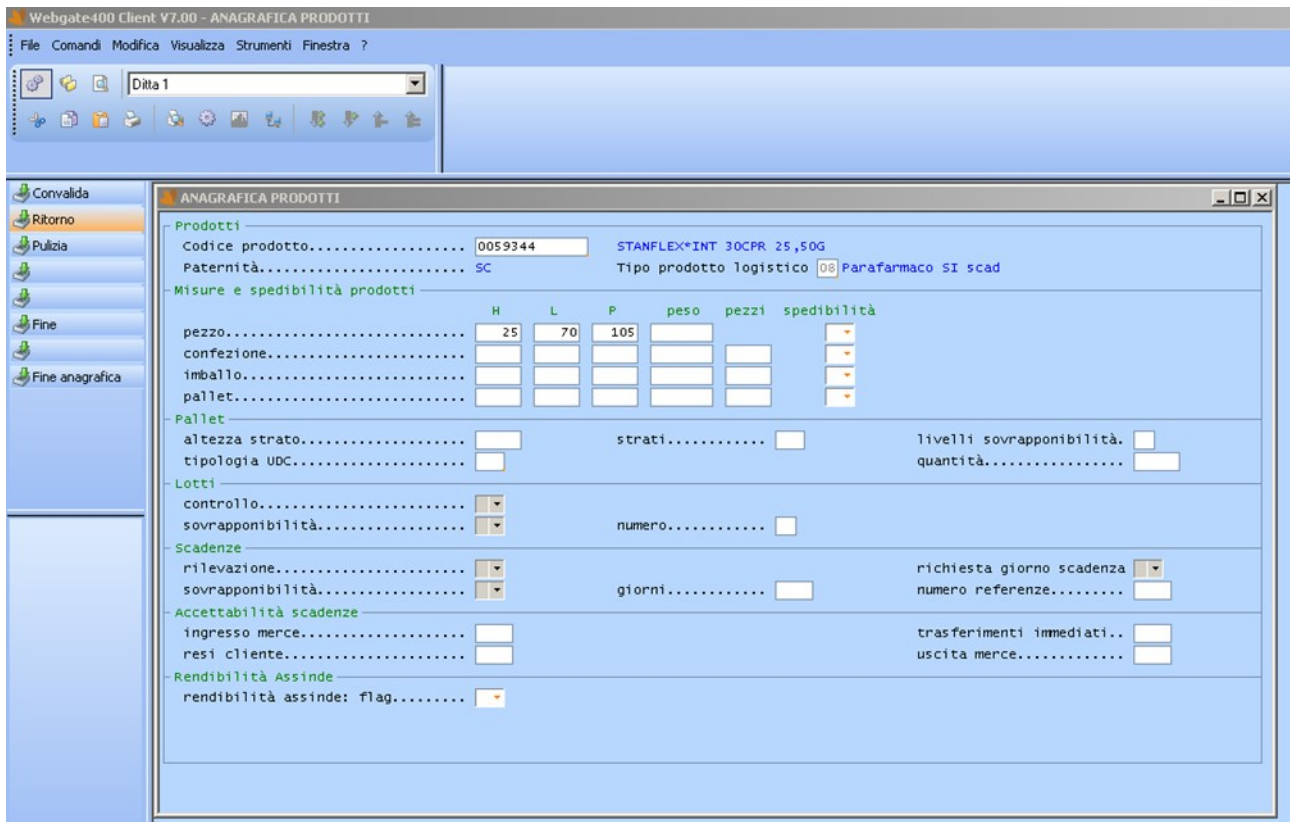 Webgate400 Client V7.00 - ANAGRAFICA PRODOTTI
File Comandi Modifica Visualizza Strumenti Finestra ?
Ditta 1
Convalida
Ritorno
Pulizia
Fine
Fine anagrafica
ANAGRAFICA PRODOTTI
Prodotti
Codice prodotto................... 0059344 STANFLEX*INT 30CPR 25,50G
Paternità......................... SC Tipo prodotto logistico 08 Parafarmaco SI scad
Misure e spedibilità prodotti
H L P peso pezzi spedibilità
pezzo............................. 25 70 105
confezione........................
imballo...........................
pallet............................
Pallet
altezza strato.................... strati............ livelli sovrapponibilità.
tipologia UDC..................... quantità.................
Lotti
controllo.........................
sovrapponibilità.................. numero............
Scadenze
rilevazione....................... richiesta giorno scadenza
sovrapponibilità.................. giorni............ numero referenze.........
Accettabilità scadenze
ingresso merce.................... trasferimenti immediati..
resi cliente...................... uscita merce.............
Rendibilità Assinde
rendibilità assinde: flag.........